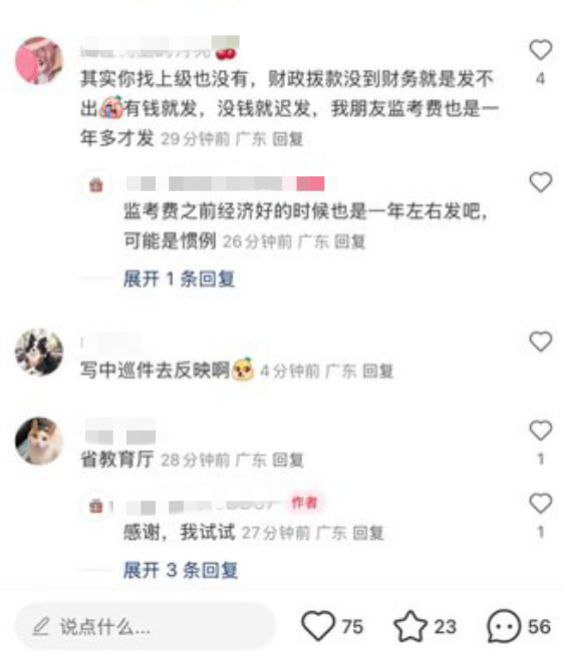 其实你找上级也没有，财政拨款没到财务就是发不
出有钱就发，没钱就迟发，我朋友监考费也是一
年多才发 29分钟前 广东 回复
4
监考费之前经济好的时候也是一年左右发吧，
可能是惯例 26分钟前 广东 回复
展开 1 条回复
写中巡件去反映啊 4分钟前 广东 回复
省教育厅 28分钟前 广东 回复
1
作者
感谢，我试试 27分钟前 广东 回复
1
展开 3 条回复
说点什么... 75 23 56